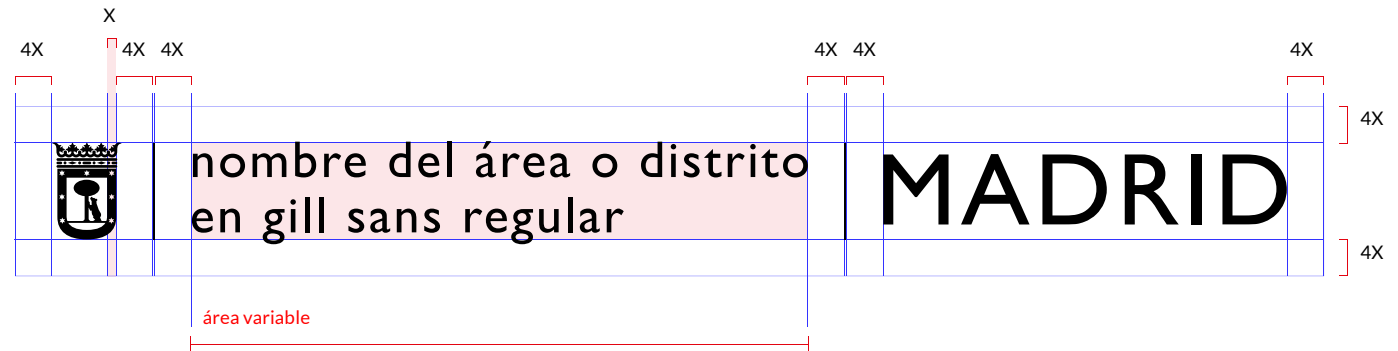 X
4X 4X 4X 4X 4X 4X
4X
nombre del área o distrito
en gill sans regular
MADRID
4X
área variable